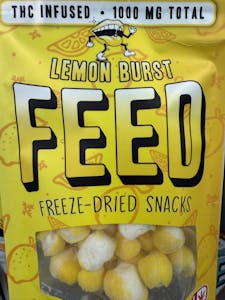 THC INFUSED • 1000 MG TOTAL
LEMON BURST
FEED
FREEZE-DRIED SNACKS